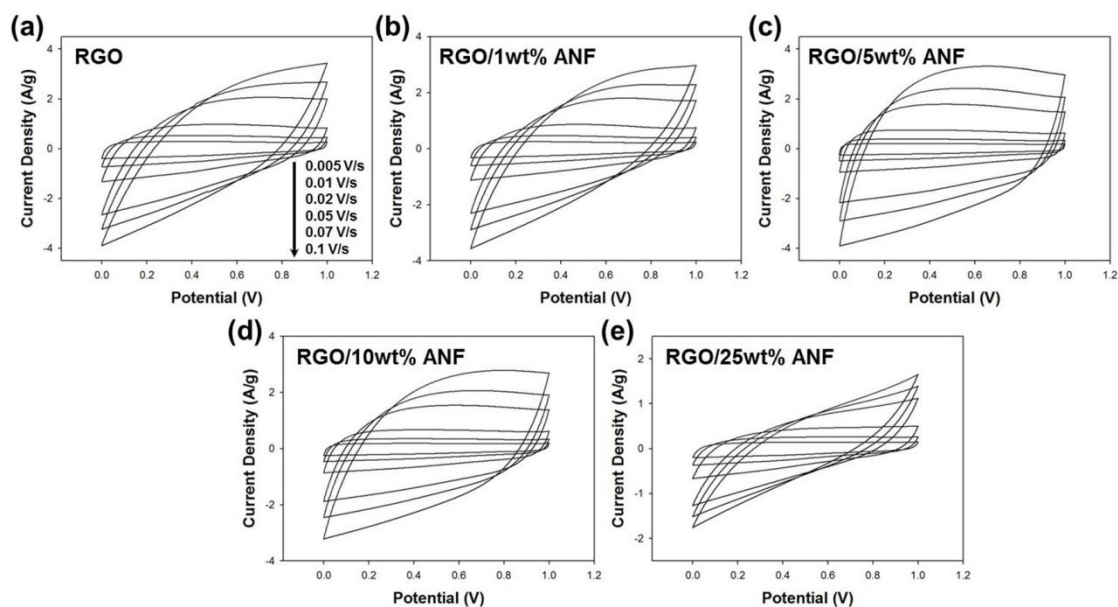 (a)
RGO
Current Density (A/g)
4
2
0
-2
-4
0.005 V/s
0.01 V/s
0.02 V/s
0.05 V/s
0.07 V/s
0.1 V/s
0.0 0.2 0.4 0.6 0.8 1.0 1.2
Potential (V)
(b)
RGO/1wt% ANF
Current Density (A/g)
4
2
0
-2
-4
0.0 0.2 0.4 0.6 0.8 1.0 1.2
Potential (V)
(c)
RGO/5wt% ANF
Current Density (A/g)
4
2
0
-2
-4
0.0 0.2 0.4 0.6 0.8 1.0 1.2
Potential (V)
(d)
RGO/10wt% ANF
Current Density (A/g)
4
2
0
-2
-4
0.0 0.2 0.4 0.6 0.8 1.0 1.2
Potential (V)
(e)
RGO/25wt% ANF
Current Density (A/g)
2
1
0
-1
-2
0.0 0.2 0.4 0.6 0.8 1.0 1.2
Potential (V)